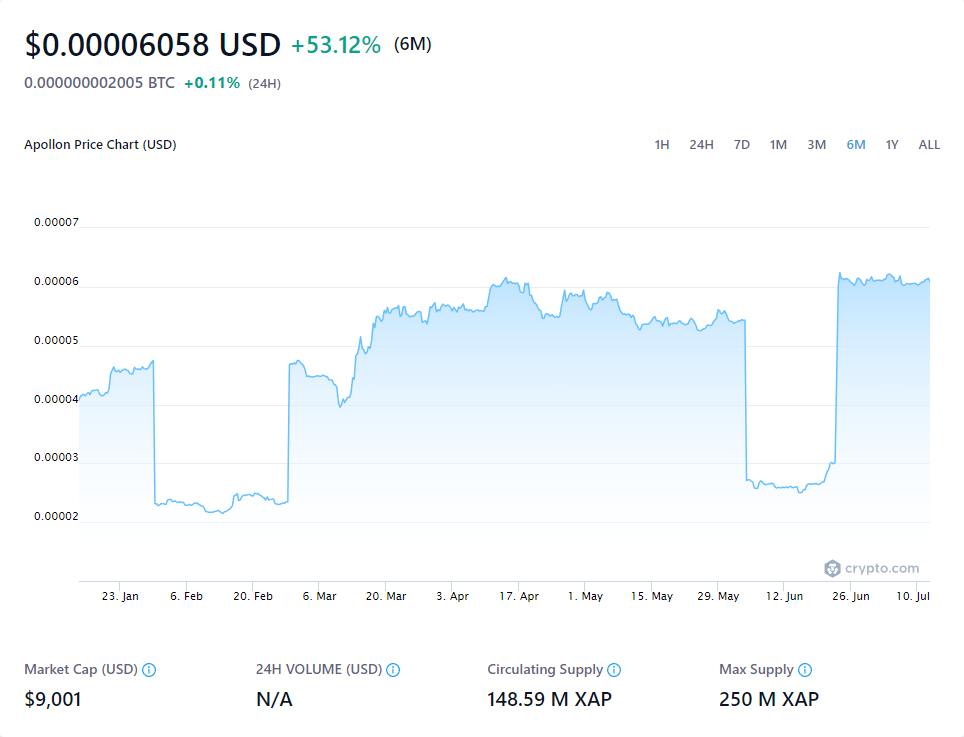 $0.00006058 USD +53.12% (6M)
0.000000002005 BTC +0.11% (24H)
Apollon Price Chart (USD) 1H 24H 7D 1M 3M 6M 1Y ALL
0.00007
0.00006
0.00005
0.00004
0.00003
0.00002
crypto.com
23. Jan 6. Feb 20. Feb 6. Mar 20. Mar 3. Apr 17. Apr 1. May 15. May 29. May 12. Jun 26. Jun 10. Jul
Market Cap (USD) 24H VOLUME (USD) Circulating Supply Max Supply
$9,001 N/A 148.59 M XAP 250 M XAP